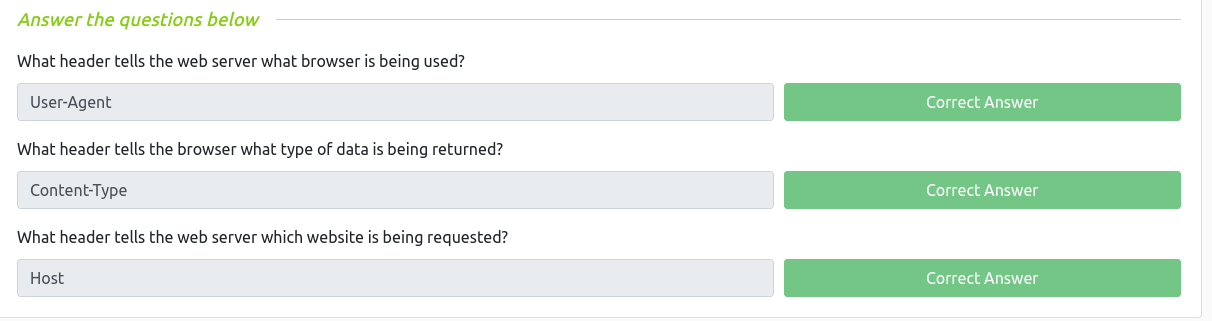 Answer the questions below
What header tells the web server what browser is being used?
User-Agent
Correct Answer
What header tells the browser what type of data is being returned?
Content-Type
Correct Answer
What header tells the web server which website is being requested?
Host
Correct Answer